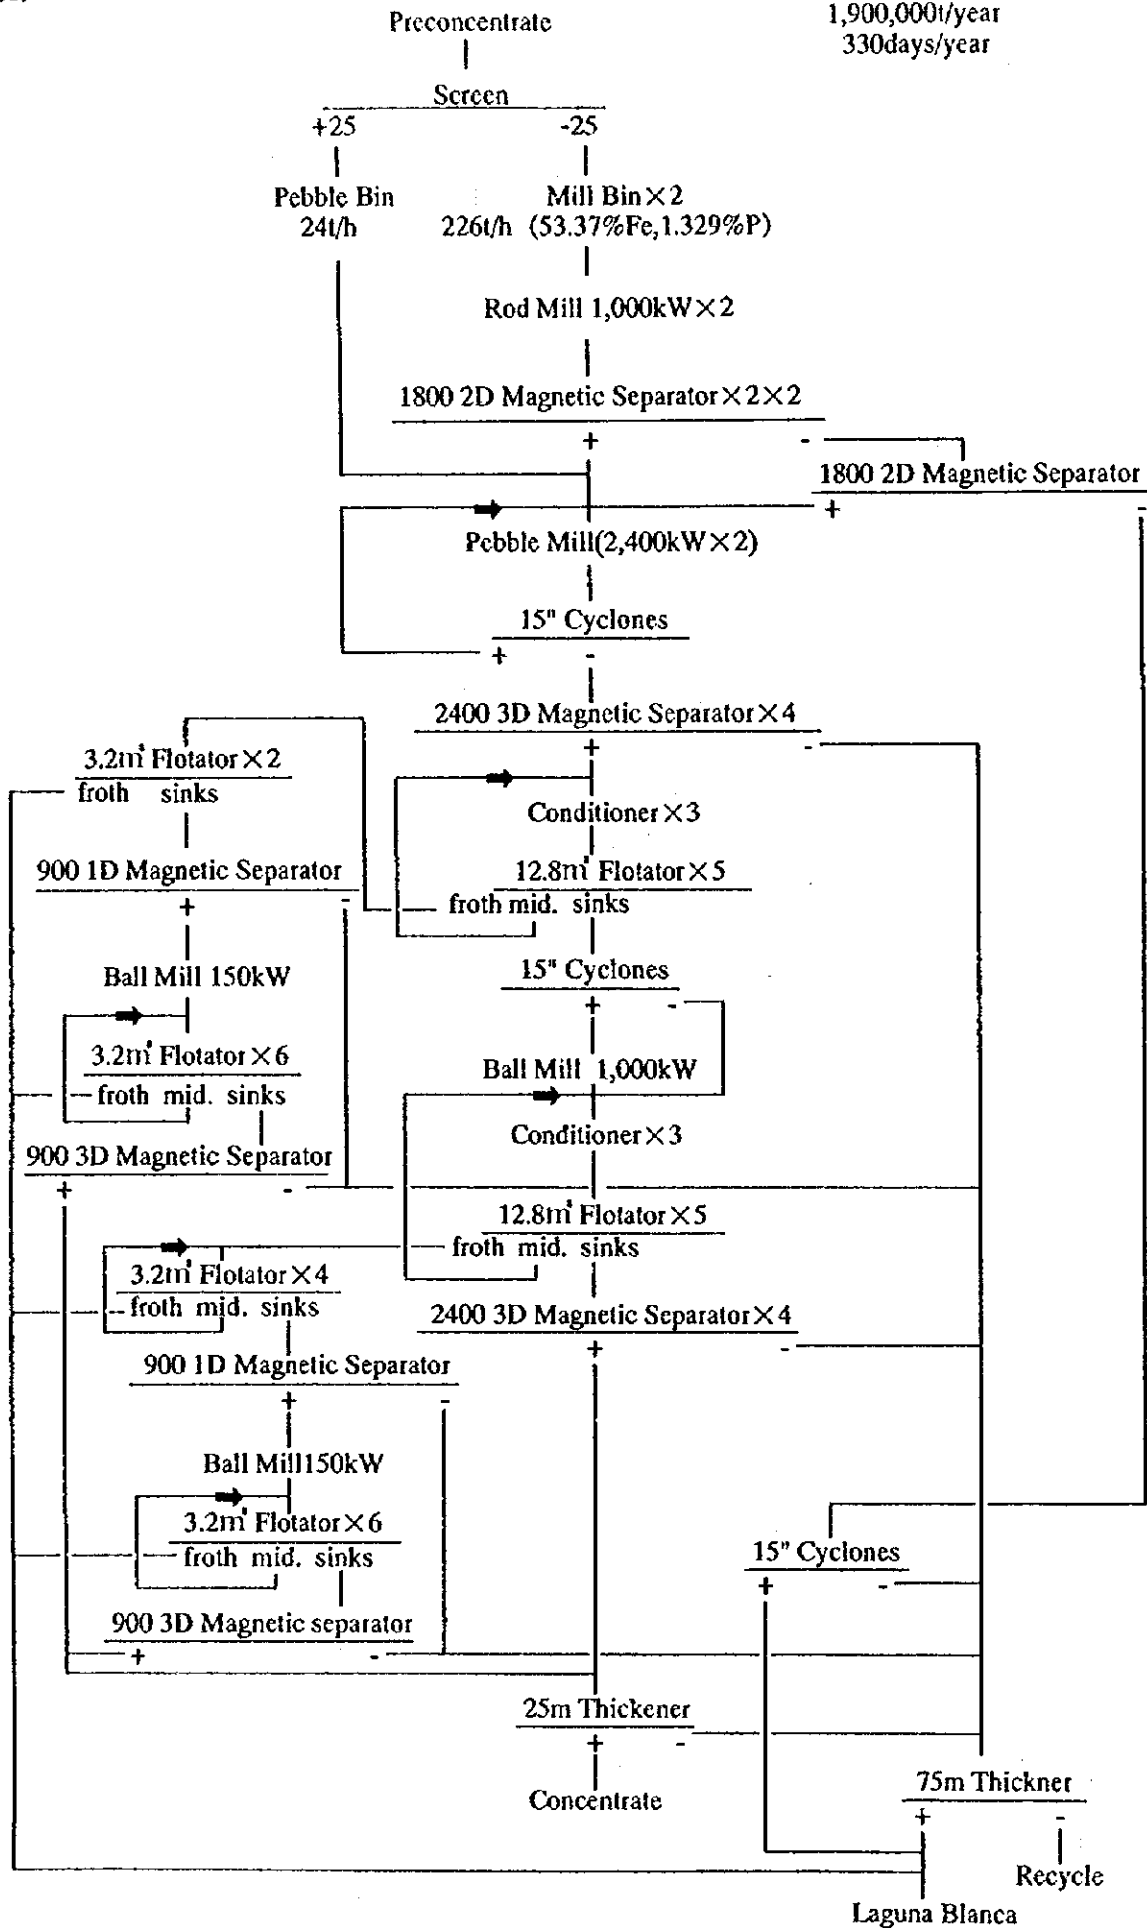 1,900,000t/year
Preconcentrate
330days/year
Screen
+25 -25
Pebble Bin Mill Bin×2
24t/h 226t/h (53.37%Fe,1.329%P)
Rod Mill 1,000kW×2
1800 2D Magnetic Separator×2×2
+ -
1800 2D Magnetic Separator
+ -
Pebble Mill(2,400kW×2)
15" Cyclones
+ -
2400 3D Magnetic Separator×4
+ -
3.2m³ Flotator×2
froth sinks
Conditioner×3
900 1D Magnetic Separator
+ -
12.8m³ Flotator×5
froth mid. sinks
Ball Mill 150kW
15" Cyclones
+ -
3.2m³ Flotator×6
froth mid. sinks
Ball Mill 1,000kW
Conditioner×3
900 3D Magnetic Separator
+ -
12.8m³ Flotator×5
froth mid. sinks
3.2m³ Flotator×4
froth mid. sinks
2400 3D Magnetic Separator×4
+ -
900 1D Magnetic Separator
+ -
Ball Mill150kW
3.2m³ Flotator×6
froth mid. sinks
15" Cyclones
+ -
900 3D Magnetic separator
+ -
25m Thickener
+ -
Concentrate
75m Thickner
+ -
Recycle
Laguna Blanca